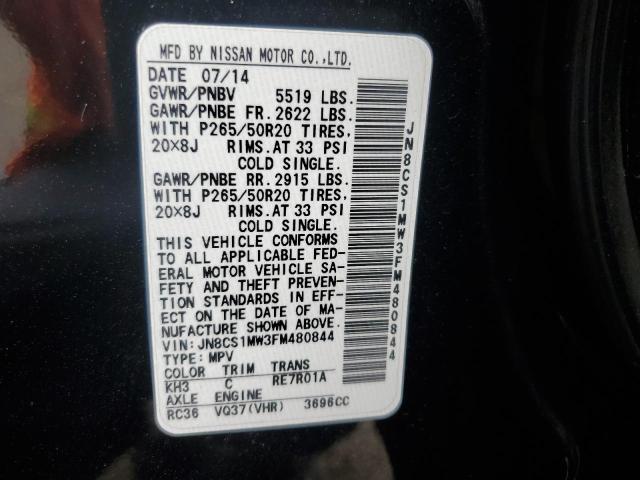 MFD BY NISSAN MOTOR CO.,LTD.
DATE 07/14
GVWR/PNBV 5519 LBS.
GAWR/PNBE FR. 2622 LBS.
WITH P265/50R20 TIRES,
20×8J RIMS.AT 33 PSI
COLD SINGLE.
GAWR/PNBE RR. 2915 LBS.
WITH P265/50R20 TIRES,
20×8J RIMS.AT 33 PSI
COLD SINGLE.
THIS VEHICLE CONFORMS
TO ALL APPLICABLE FED-
ERAL MOTOR VEHICLE SA-
FETY AND THEFT PREVEN-
TION STANDARDS IN EFF-
ECT ON THE DATE OF MA-
NUFACTURE SHOWN ABOVE.
VIN: JN8CS1MW3FM480844
TYPE: MPV
COLOR TRIM TRANS
KH3 C RE7R01A
AXLE ENGINE
RC36 VQ37(VHR) 3696CC
JN8CS1MW3FM480844